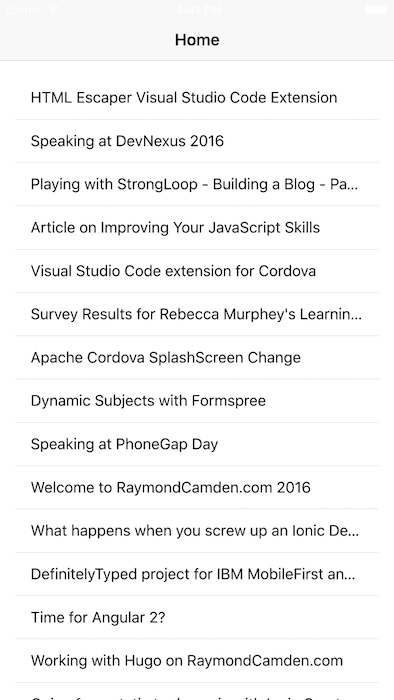 Carrier
4:41 PM
Home
HTML Escaper Visual Studio Code Extension
Speaking at DevNexus 2016
Playing with StrongLoop - Building a Blog - Pa...
Article on Improving Your JavaScript Skills
Visual Studio Code extension for Cordova
Survey Results for Rebecca Murphey's Learnin...
Apache Cordova SplashScreen Change
Dynamic Subjects with Formspree
Speaking at PhoneGap Day
Welcome to RaymondCamden.com 2016
What happens when you screw up an Ionic De...
DefinitelyTyped project for IBM MobileFirst an...
Time for Angular 2?
Working with Hugo on RaymondCamden.com